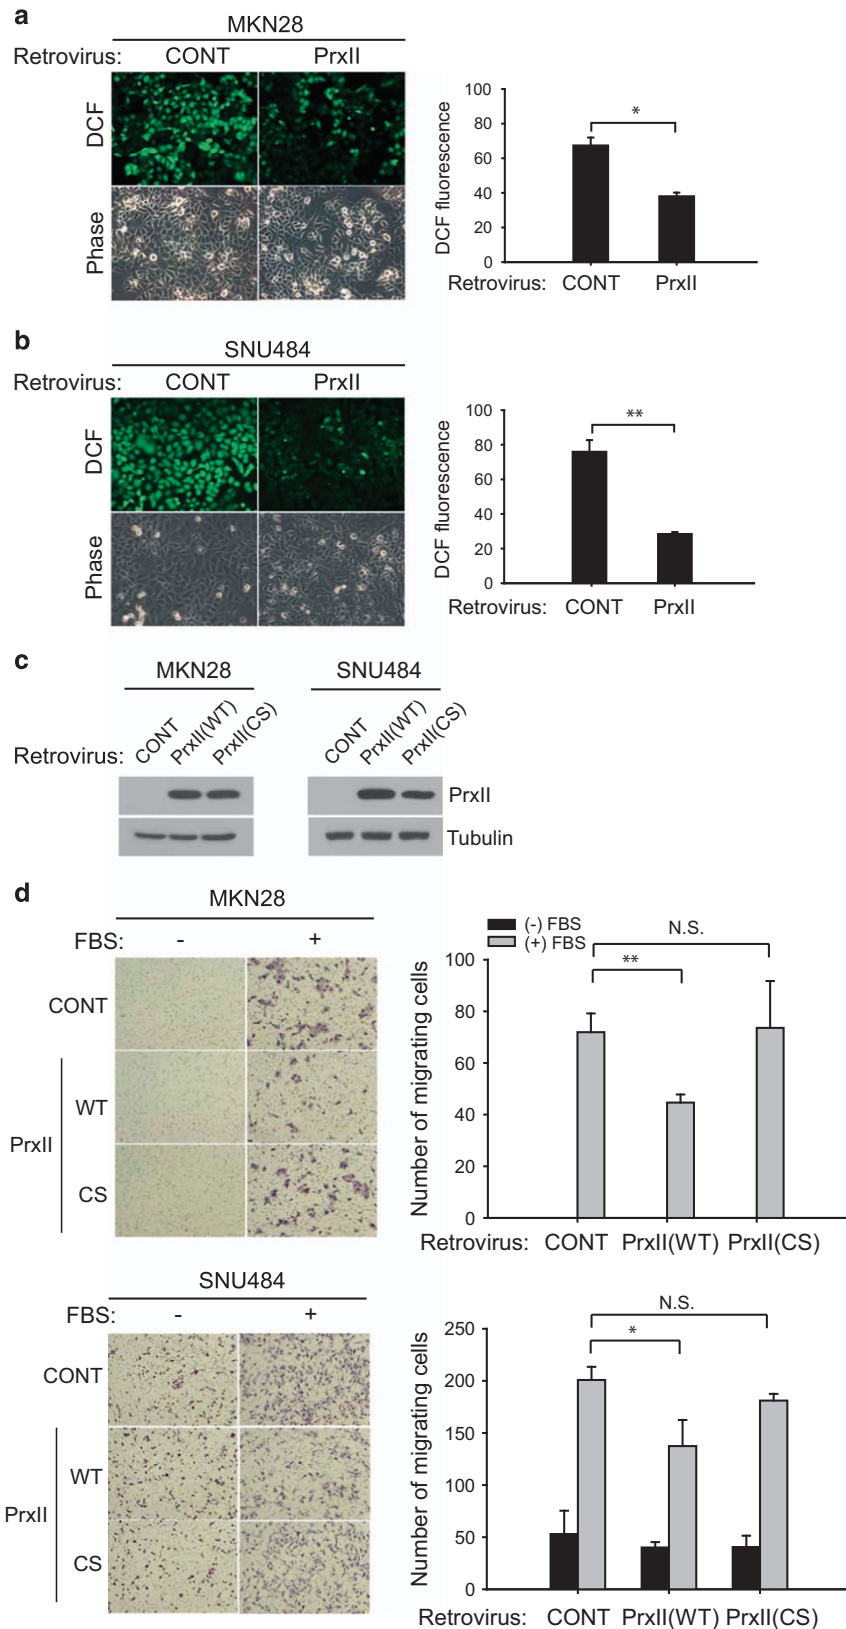 a
MKN28
Retrovirus: CONT PrxII
DCF
Phase
DCF fluorescence
100
80
60
40
20
0
*
Retrovirus: CONT PrxII
b
SNU484
Retrovirus: CONT PrxII
DCF
Phase
DCF fluorescence
100
80
60
40
20
0
**
Retrovirus: CONT PrxII
c
MKN28 SNU484
Retrovirus: CONT PrxII(WT) PrxII(CS) CONT PrxII(WT) PrxII(CS)
PrxII
Tubulin
d
MKN28
FBS: - +
CONT
PrxII
WT
CS
(-) FBS
(+) FBS
N.S.
**
Number of migrating cells
100
80
60
40
20
0
Retrovirus: CONT PrxII(WT) PrxII(CS)
SNU484
FBS: - +
CONT
PrxII
WT
CS
N.S.
*
Number of migrating cells
250
200
150
100
50
0
Retrovirus: CONT PrxII(WT) PrxII(CS)